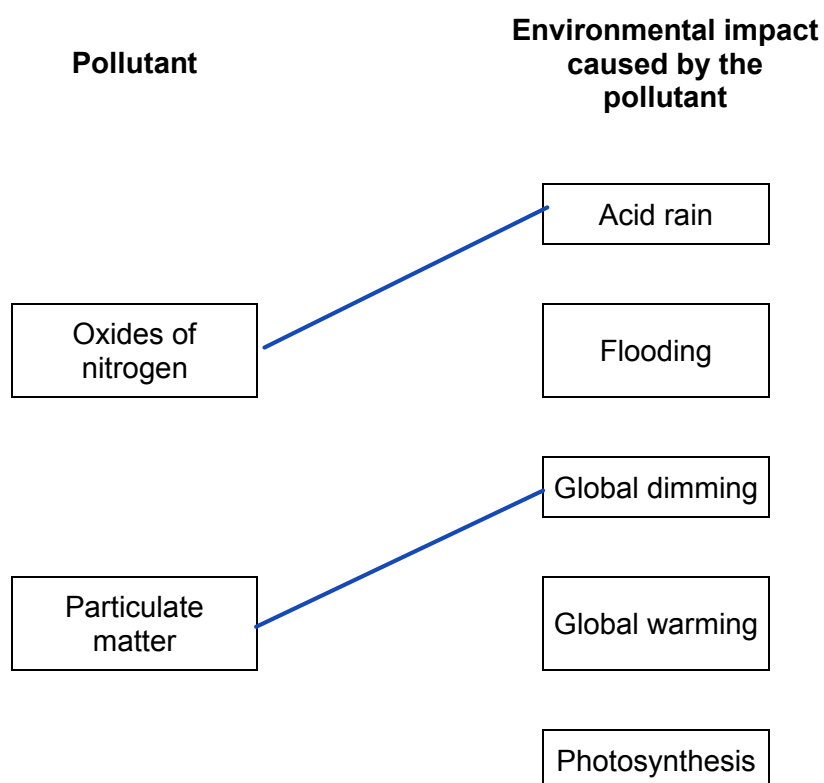 Pollutant
Environmental impact
caused by the
pollutant
Acid rain
Oxides of
nitrogen
Flooding
Global dimming
Particulate
matter
Global warming
Photosynthesis